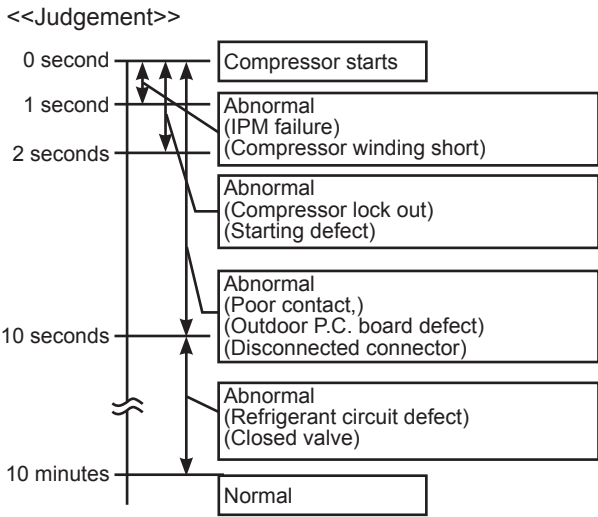 <<Judgement>>
0 second
Compressor starts
1 second
Abnormal
(IPM failure)
(Compressor winding short)
2 seconds
Abnormal
(Compressor lock out)
(Starting defect)
Abnormal
(Poor contact,)
(Outdoor P.C. board defect)
(Disconnected connector)
10 seconds
Abnormal
(Refrigerant circuit defect)
(Closed valve)
10 minutes
Normal